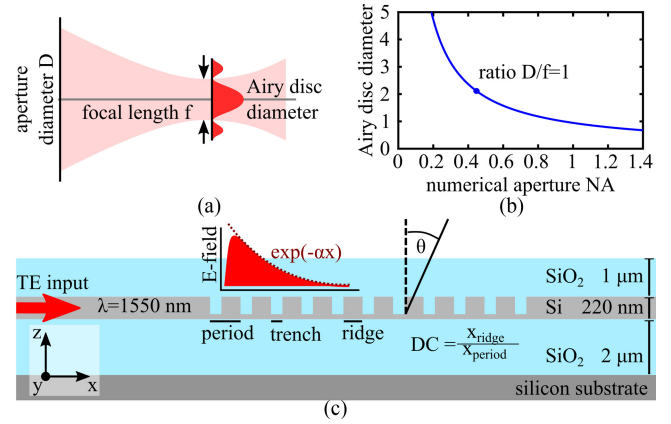 aperture
diameter D
focal length f
Airy disc
diameter
(a)
Airy disc diameter
5
4
3
2
1
0
ratio D/f=1
0 0.2 0.4 0.6 0.8 1 1.2 1.4
numerical aperture NA
(b)
E-field
exp(-αx)
θ
TE input
λ=1550 nm
SiO₂ 1 μm
Si 220 nm
period trench ridge
DC = x_ridge
x_period
SiO₂ 2 μm
z
y x
silicon substrate
(c)